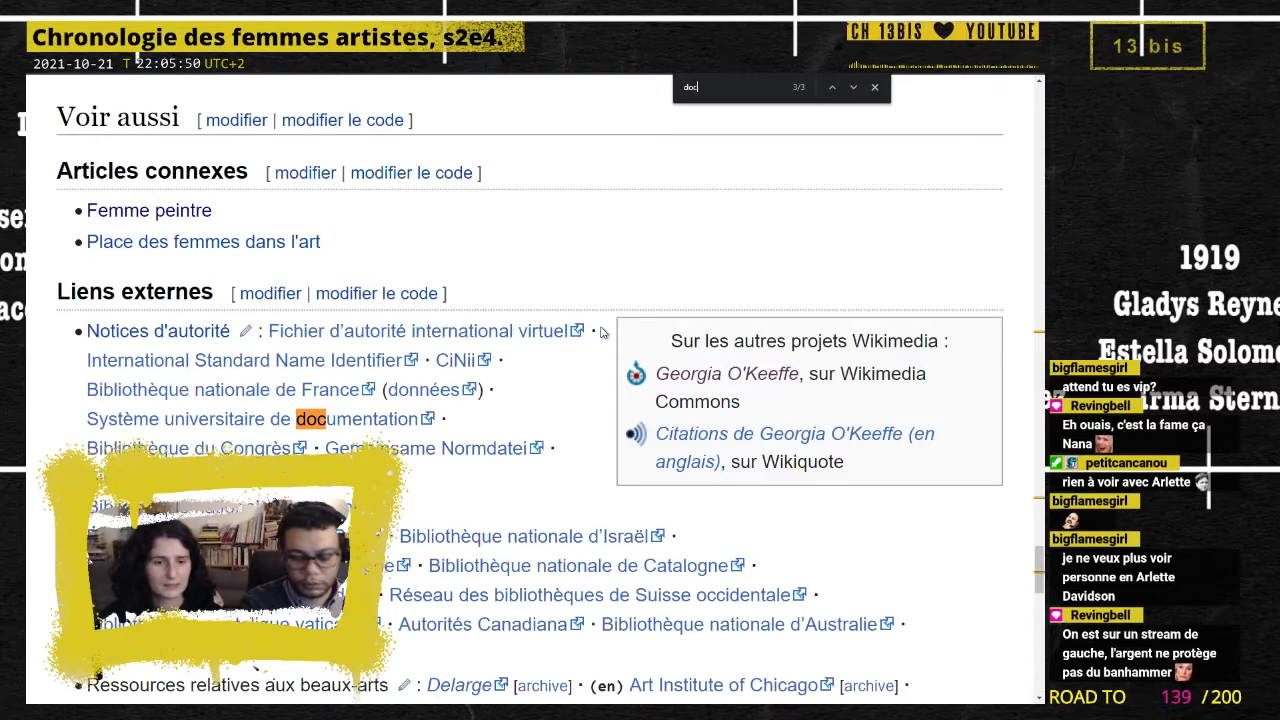 Chronologie des femmes artistes, s2e4.
2021-10-21 T 22:05:50 UTC+2
CH 13BIS YOUTUBE
13 bis
doc 3/3
Voir aussi [ modifier | modifier le code ]
Articles connexes [ modifier | modifier le code ]
Femme peintre
Place des femmes dans l'art
Liens externes [ modifier | modifier le code ]
Notices d'autorité : Fichier d’autorité international virtuel ·
International Standard Name Identifier · CiNii ·
Bibliothèque nationale de France (données) ·
Système universitaire de documentation ·
Bibliothèque du Congrès · Gemeinsame Normdatei ·
Bibliothèque nationale d’Israël ·
Bibliothèque nationale de Catalogne ·
Réseau des bibliothèques de Suisse occidentale ·
Autorités Canadiana · Bibliothèque nationale d’Australie ·
Ressources relatives aux beaux-arts : Delarge [archive] · (en) Art Institute of Chicago [archive] ·
Sur les autres projets Wikimedia :
Georgia O'Keeffe, sur Wikimedia
Commons
Citations de Georgia O'Keeffe (en
anglais), sur Wikiquote
1919
Gladys Reyne
Estella Solomo
Irma Stern
bigflamesgirl
attend tu es vip?
Revingbell
Eh ouais, c'est la fame ça
Nana
petitcancanou
rien à voir avec Arlette
bigflamesgirl
bigflamesgirl
je ne veux plus voir
personne en Arlette
Davidson
Revingbell
On est sur un stream de
gauche, l'argent ne protège
pas du banhammer
ROAD TO 139 / 200